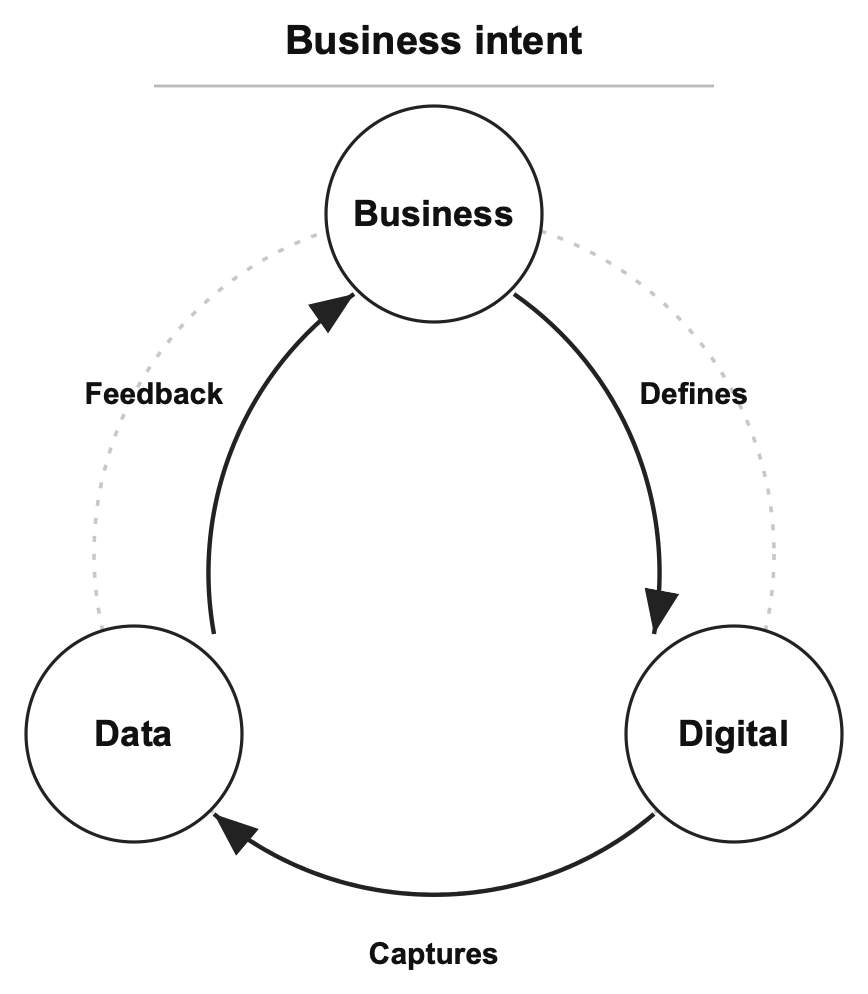 Business intent
Business
Feedback
Defines
Data
Digital
Captures